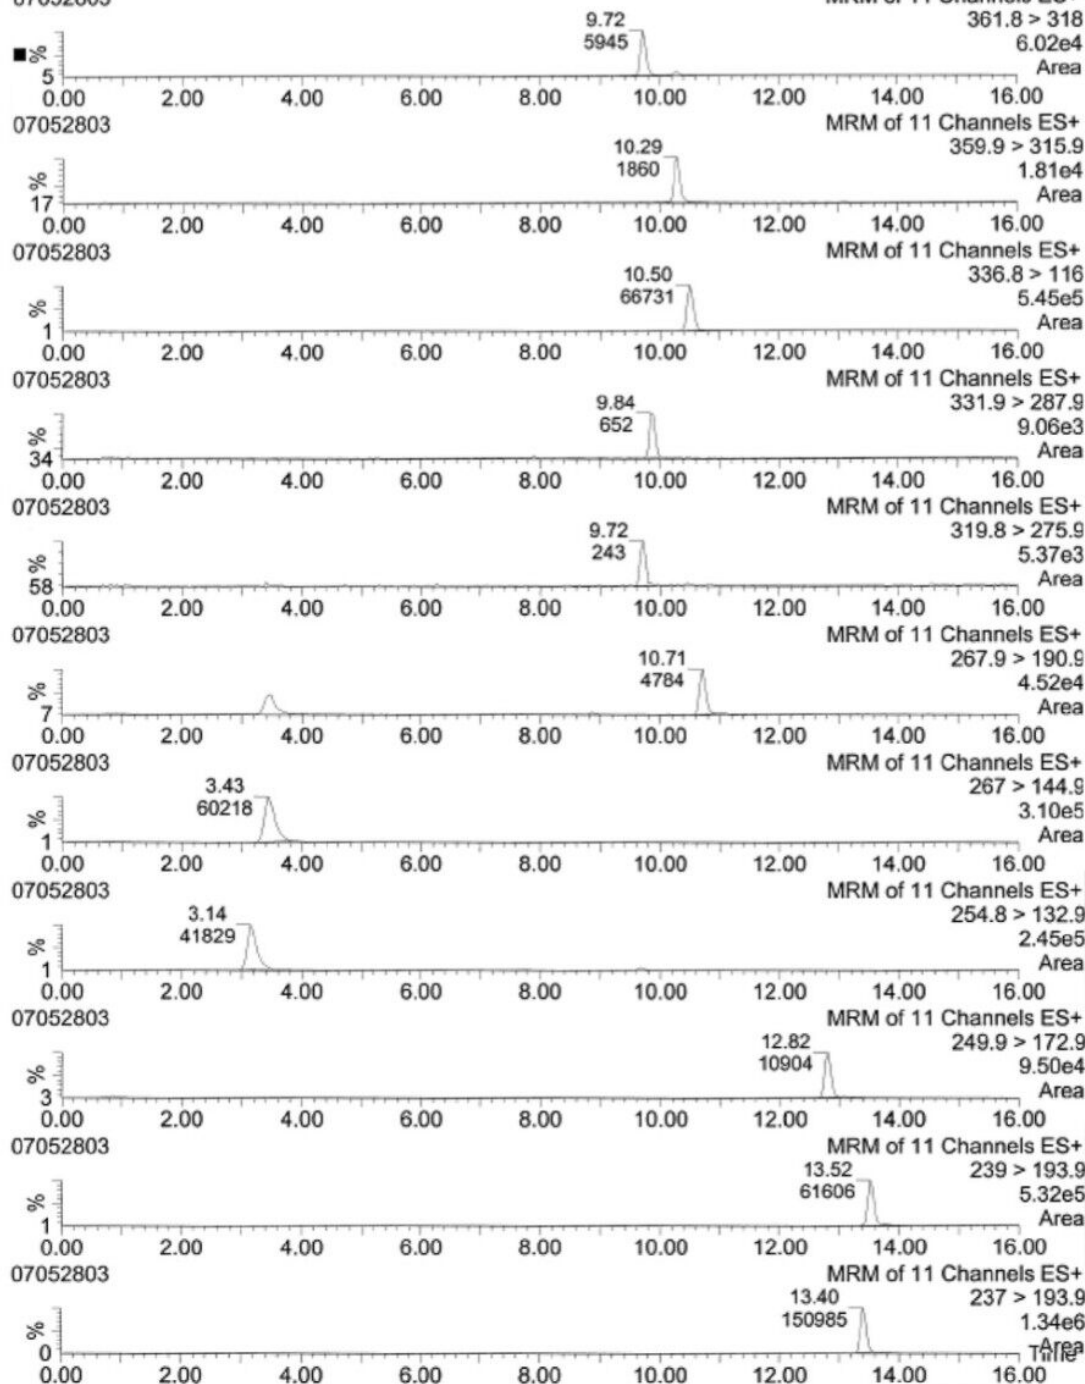 07052803
MRM of 11 Channels ES+
9.72
361.8 > 318
5945
6.02e4
%
Area
5
0.00 2.00 4.00 6.00 8.00 10.00 12.00 14.00 16.00
07052803
MRM of 11 Channels ES+
10.29
359.9 > 315.9
1860
1.81e4
%
Area
17
0.00 2.00 4.00 6.00 8.00 10.00 12.00 14.00 16.00
07052803
MRM of 11 Channels ES+
10.50
336.8 > 116
66731
5.45e5
%
Area
1
0.00 2.00 4.00 6.00 8.00 10.00 12.00 14.00 16.00
07052803
MRM of 11 Channels ES+
9.84
331.9 > 287.9
652
9.06e3
%
Area
34
0.00 2.00 4.00 6.00 8.00 10.00 12.00 14.00 16.00
07052803
MRM of 11 Channels ES+
9.72
319.8 > 275.9
243
5.37e3
%
Area
58
0.00 2.00 4.00 6.00 8.00 10.00 12.00 14.00 16.00
07052803
MRM of 11 Channels ES+
10.71
267.9 > 190.9
4784
4.52e4
%
Area
7
0.00 2.00 4.00 6.00 8.00 10.00 12.00 14.00 16.00
07052803
MRM of 11 Channels ES+
3.43
267 > 144.9
60218
3.10e5
%
Area
1
0.00 2.00 4.00 6.00 8.00 10.00 12.00 14.00 16.00
07052803
MRM of 11 Channels ES+
3.14
254.8 > 132.9
41829
2.45e5
%
Area
1
0.00 2.00 4.00 6.00 8.00 10.00 12.00 14.00 16.00
07052803
MRM of 11 Channels ES+
12.82
249.9 > 172.9
10904
9.50e4
%
Area
3
0.00 2.00 4.00 6.00 8.00 10.00 12.00 14.00 16.00
07052803
MRM of 11 Channels ES+
13.52
239 > 193.9
61606
5.32e5
%
Area
1
0.00 2.00 4.00 6.00 8.00 10.00 12.00 14.00 16.00
07052803
MRM of 11 Channels ES+
13.40
237 > 193.9
150985
1.34e6
%
Area
Time
0
0.00 2.00 4.00 6.00 8.00 10.00 12.00 14.00 16.00